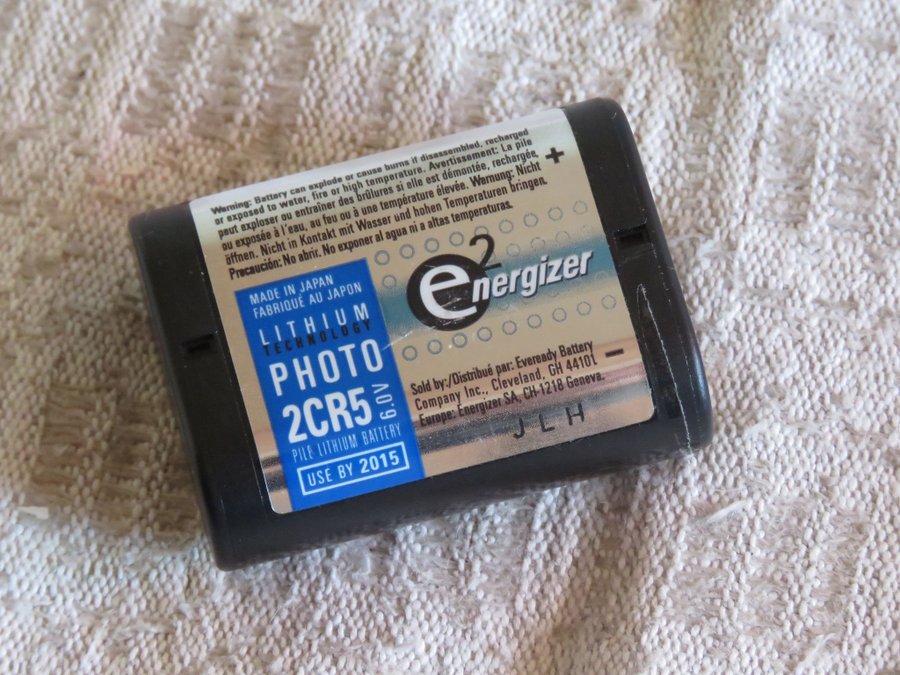 Warning: Battery can explode or cause burns if disassembled, recharged
or exposed to water, fire or high temperature. Avertissement: La pile
peut exploser ou entraîner des brûlures si elle est démontée, rechargée,
ou exposée à l'eau, au feu ou à une température élevée. Warnung: Nicht
öffnen. Nicht in Kontakt mit Wasser und hohen Temperaturen bringen.
Precaución: No abrir. No exponer al agua ni a altas temperaturas.
+
e2
energizer
MADE IN JAPAN
FABRIQUÉ AU JAPON
LITHIUM
TECHNOLOGY
PHOTO
2CR5 6.0V
PILE LITHIUM BATTERY
USE BY 2015
Sold by:/Distribué par: Eveready Battery
Company Inc., Cleveland, OH 44101.
Europe: Energizer SA, CH-1218 Geneva.
−
JLH